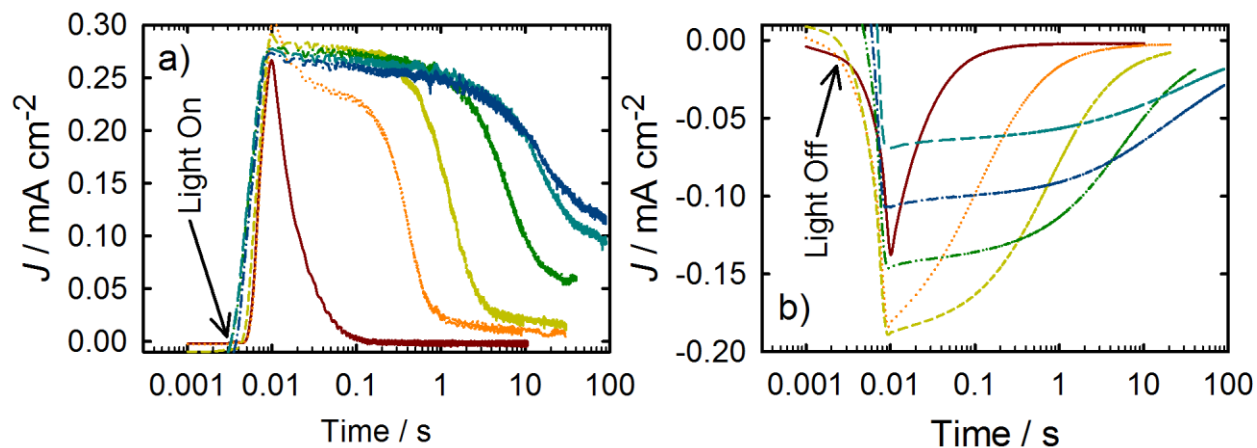 a)
0.30
0.25
0.20
0.15
0.10
0.05
0.00
J / mA cm-2
Light On
0.001 0.01 0.1 1 10 100
Time / s
b)
0.00
-0.05
-0.10
-0.15
-0.20
J / mA cm-2
Light Off
0.001 0.01 0.1 1 10 100
Time / s